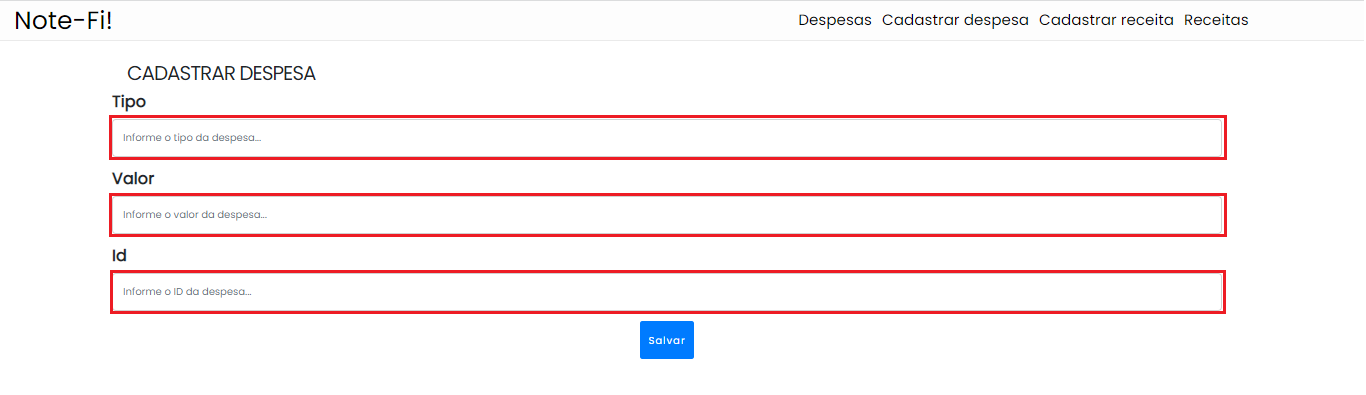 Note-Fi!
Despesas Cadastrar despesa Cadastrar receita Receitas
CADASTRAR DESPESA
Tipo
Informe o tipo da despesa...
Valor
Informe o valor da despesa...
Id
Informe o ID da despesa...
Salvar